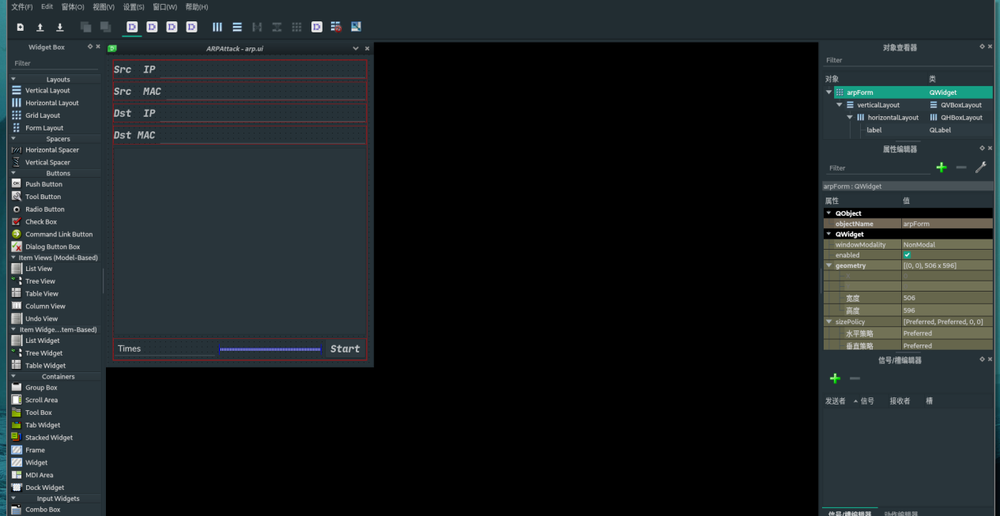 文件(F) Edit 窗体(O) 视图(V) 设置(S) 窗口(W) 帮助(H)
Widget Box
Filter
Layouts
Vertical Layout
Horizontal Layout
Grid Layout
Form Layout
Spacers
Horizontal Spacer
Vertical Spacer
Buttons
Push Button
Tool Button
Radio Button
Check Box
Command Link Button
Dialog Button Box
Item Views (Model-Based)
List View
Tree View
Table View
Column View
Undo View
Item Widge...tem-Based)
List Widget
Tree Widget
Table Widget
Containers
Group Box
Scroll Area
Tool Box
Tab Widget
Stacked Widget
Frame
Widget
MDI Area
Dock Widget
Input Widgets
Combo Box
ARPAttack - arp.ui
Src IP
Src MAC
Dst IP
Dst MAC
Times
Start
对象查看器
Filter
对象 类
arpForm QWidget
verticalLayout QVBoxLayout
horizontalLayout QHBoxLayout
label QLabel
属性编辑器
Filter
arpForm : QWidget
属性 值
QObject
objectName arpForm
QWidget
windowModality NonModal
enabled
geometry [(0, 0), 506 x 596]
宽度 506
高度 596
sizePolicy [Preferred, Preferred, 0, 0]
水平策略 Preferred
垂直策略 Preferred
信号/槽编辑器
发送者 信号 接收者 槽
信号/槽编辑器 动作编辑器